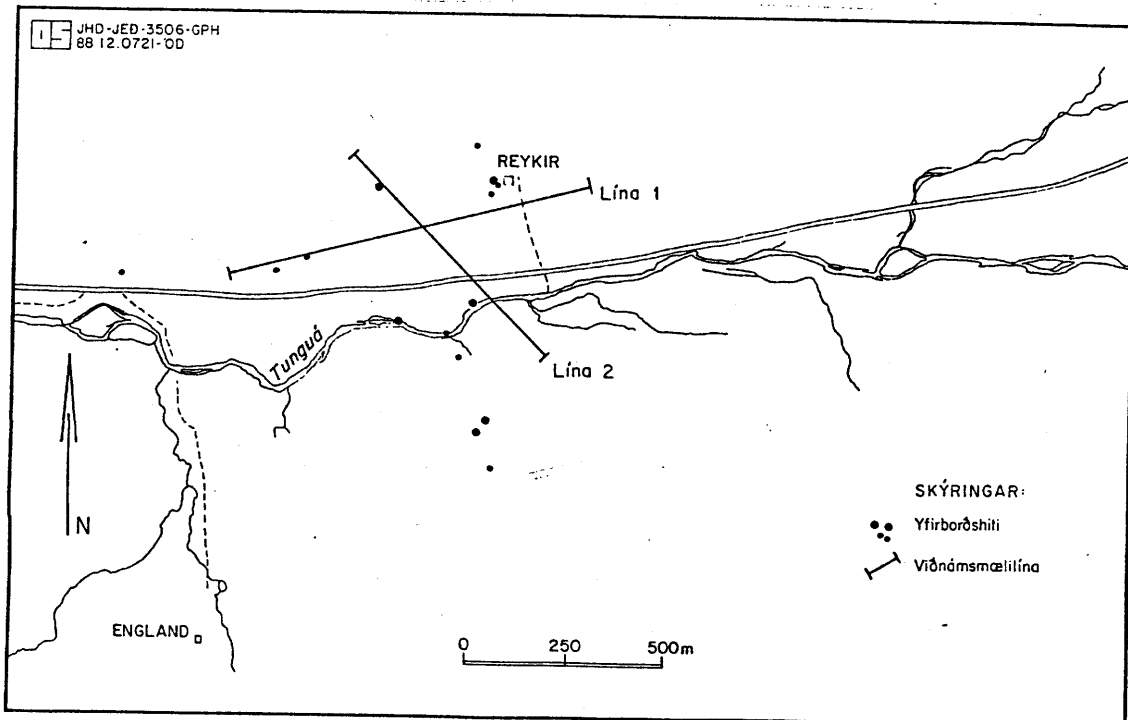 JHD-JED-3506-GPH
88.12.0721-OD
REYKIR
Lína 1
Tunguá
Lína 2
N
SKÝRINGAR:
Yfirborðshiti
Viðnámsmælilína
ENGLAND
0 250 500m